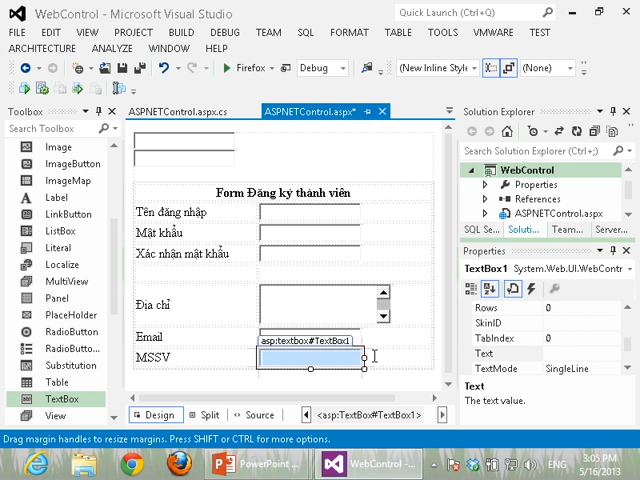 WebControl - Microsoft Visual Studio
Quick Launch (Ctrl+Q)
FILE EDIT VIEW PROJECT BUILD DEBUG TEAM SQL FORMAT TABLE TOOLS VMWARE TEST
ARCHITECTURE ANALYZE WINDOW HELP
Firefox Debug (New Inline Style (None)
Toolbox
Search Toolbox
Image
ImageButton
ImageMap
Label
LinkButton
ListBox
Literal
Localize
MultiView
Panel
PlaceHolder
RadioButton
RadioButto...
Substitution
Table
TextBox
View
ASPNETControl.aspx.cs ASPNETControl.aspx*
Form Đăng ký thành viên
Tên đăng nhập
Mật khẩu
Xác nhận mật khẩu
Địa chỉ
Email
asp:textbox#TextBox1
MSSV
Design Split Source <asp:TextBox#TextBox1>
Solution Explorer
Search Solution Explorer (Ctrl+;)
WebControl
Properties
References
ASPNETControl.aspx
SQL Se... Soluti... Team... Server...
Properties
TextBox1 System.Web.UI.WebContr
Rows 0
SkinID
TabIndex 0
Text
TextMode SingleLine
Text
The text value.
Drag margin handles to resize margins. Press SHIFT or CTRL for more options.
PowerPoint ... WebControl -... ENG 3:05 PM
5/16/2013